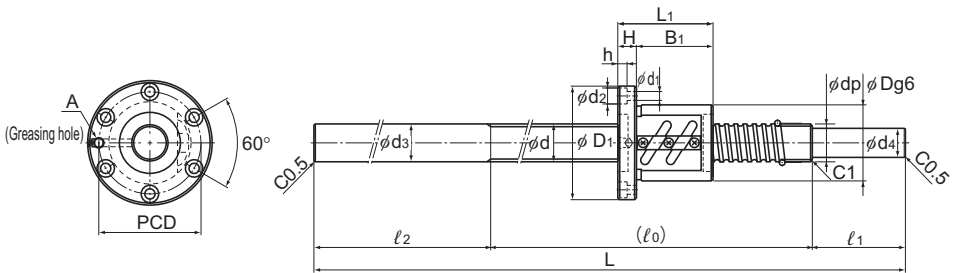 L1
H B1
h
ϕd1
ϕd2
ϕdp ϕDg6
A
(Greasing hole)
60°
ϕd3
ϕd
ϕD1
ϕd4
C0.5
C1
C0.5
PCD
ℓ2
(ℓ0)
ℓ1
L